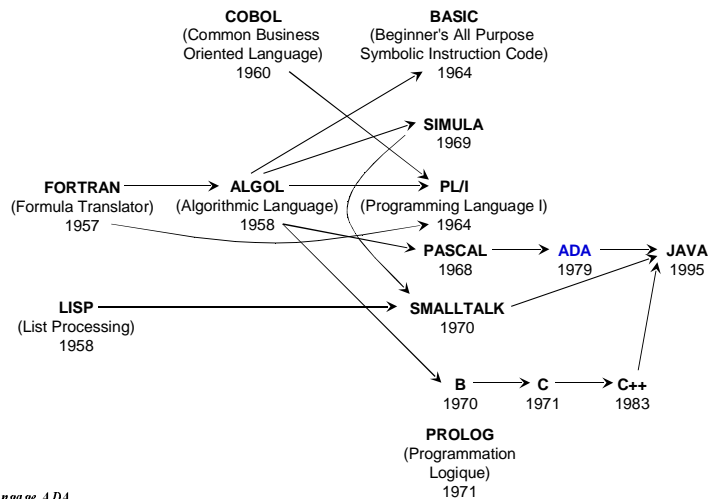 COBOL
(Common Business
Oriented Language)
1960
BASIC
(Beginner's All Purpose
Symbolic Instruction Code)
1964
SIMULA
1969
FORTRAN
(Formula Translator)
1957
ALGOL
(Algorithmic Language)
1958
PL/I
(Programming Language I)
1964
PASCAL
1968
ADA
1979
JAVA
1995
LISP
(List Processing)
1958
SMALLTALK
1970
B
1970
C
1971
C++
1983
PROLOG
(Programmation
Logique)
1971
ADA